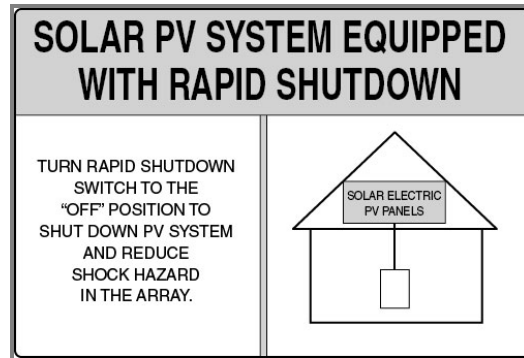 SOLAR PV SYSTEM EQUIPPED
WITH RAPID SHUTDOWN
TURN RAPID SHUTDOWN
SWITCH TO THE
“OFF” POSITION TO
SHUT DOWN PV SYSTEM
AND REDUCE
SHOCK HAZARD
IN THE ARRAY.
SOLAR ELECTRIC
PV PANELS